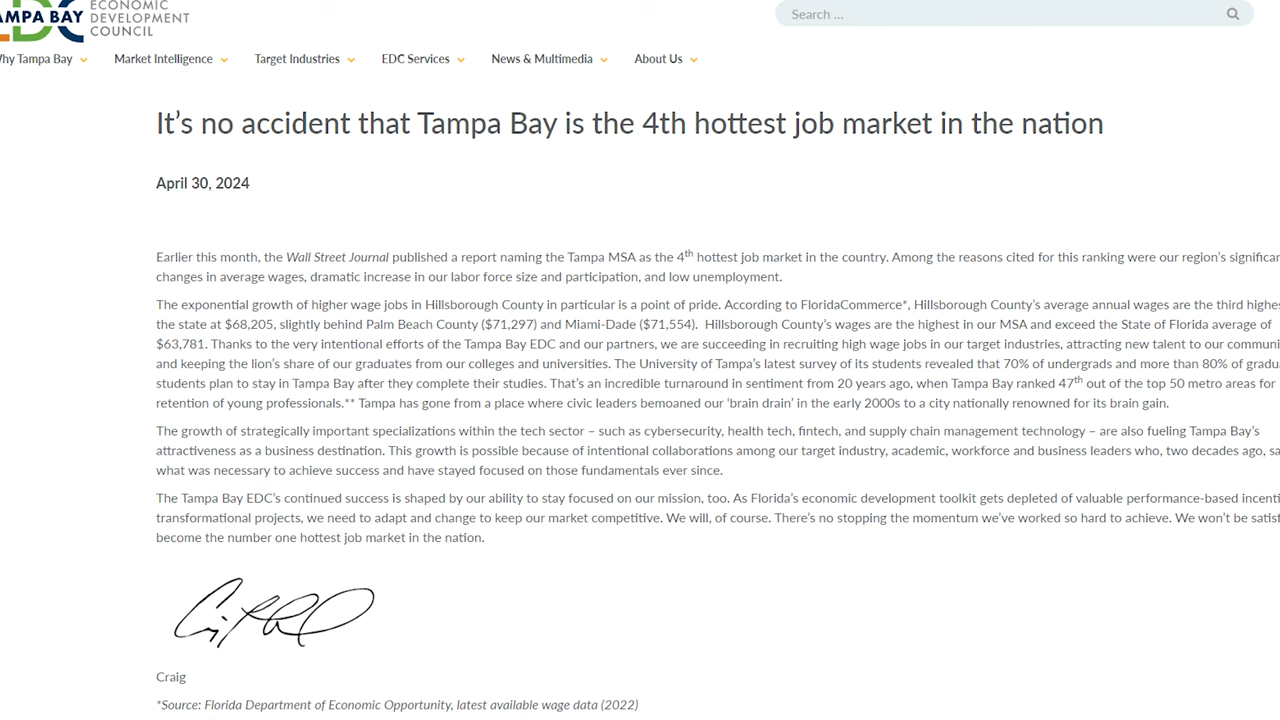 ECONOMIC
AMPA BAY
DEVELOPMENT
COUNCIL
Search ...
Why Tampa Bay
Market Intelligence
Target Industries
EDC Services
News & Multimedia
About Us
It's no accident that Tampa Bay is the 4th hottest job market in the nation
April 30, 2024
Earlier this month, the Wall Street Journal published a report naming the Tampa MSA as the 4th hottest job market in the country. Among the reasons cited for this ranking were our region's significan
changes in average wages, dramatic increase in our labor force size and participation, and low unemployment.
The exponential growth of higher wage jobs in Hillsborough County in particular is a point of pride. According to FloridaCommerce*, Hillsborough County's average annual wages are the third highes
the state at $68,205, slightly behind Palm Beach County ($71,297) and Miami-Dade ($71,554). Hillsborough County's wages are the highest in our MSA and exceed the State of Florida average of
$63,781. Thanks to the very intentional efforts of the Tampa Bay EDC and our partners, we are succeeding in recruiting high wage jobs in our target industries, attracting new talent to our communi
and keeping the lion's share of our graduates from our colleges and universities. The University of Tampa's latest survey of its students revealed that 70% of undergrads and more than 80% of gradu
students plan to stay in Tampa Bay after they complete their studies. That's an incredible turnaround in sentiment from 20 years ago, when Tampa Bay ranked 47th out of the top 50 metro areas for
retention of young professionals.** Tampa has gone from a place where civic leaders bemoaned our 'brain drain' in the early 2000s to a city nationally renowned for its brain gain.
The growth of strategically important specializations within the tech sector – such as cybersecurity, health tech, fintech, and supply chain management technology – are also fueling Tampa Bay's
attractiveness as a business destination. This growth is possible because of intentional collaborations among our target industry, academic, workforce and business leaders who, two decades ago, sa
what was necessary to achieve success and have stayed focused on those fundamentals ever since.
The Tampa Bay EDC's continued success is shaped by our ability to stay focused on our mission, too. As Florida's economic development toolkit gets depleted of valuable performance-based incenti
transformational projects, we need to adapt and change to keep our market competitive. We will, of course. There's no stopping the momentum we've worked so hard to achieve. We won't be satisf
become the number one hottest job market in the nation.
Craig
*Source: Florida Department of Economic Opportunity, latest available wage data (2022)